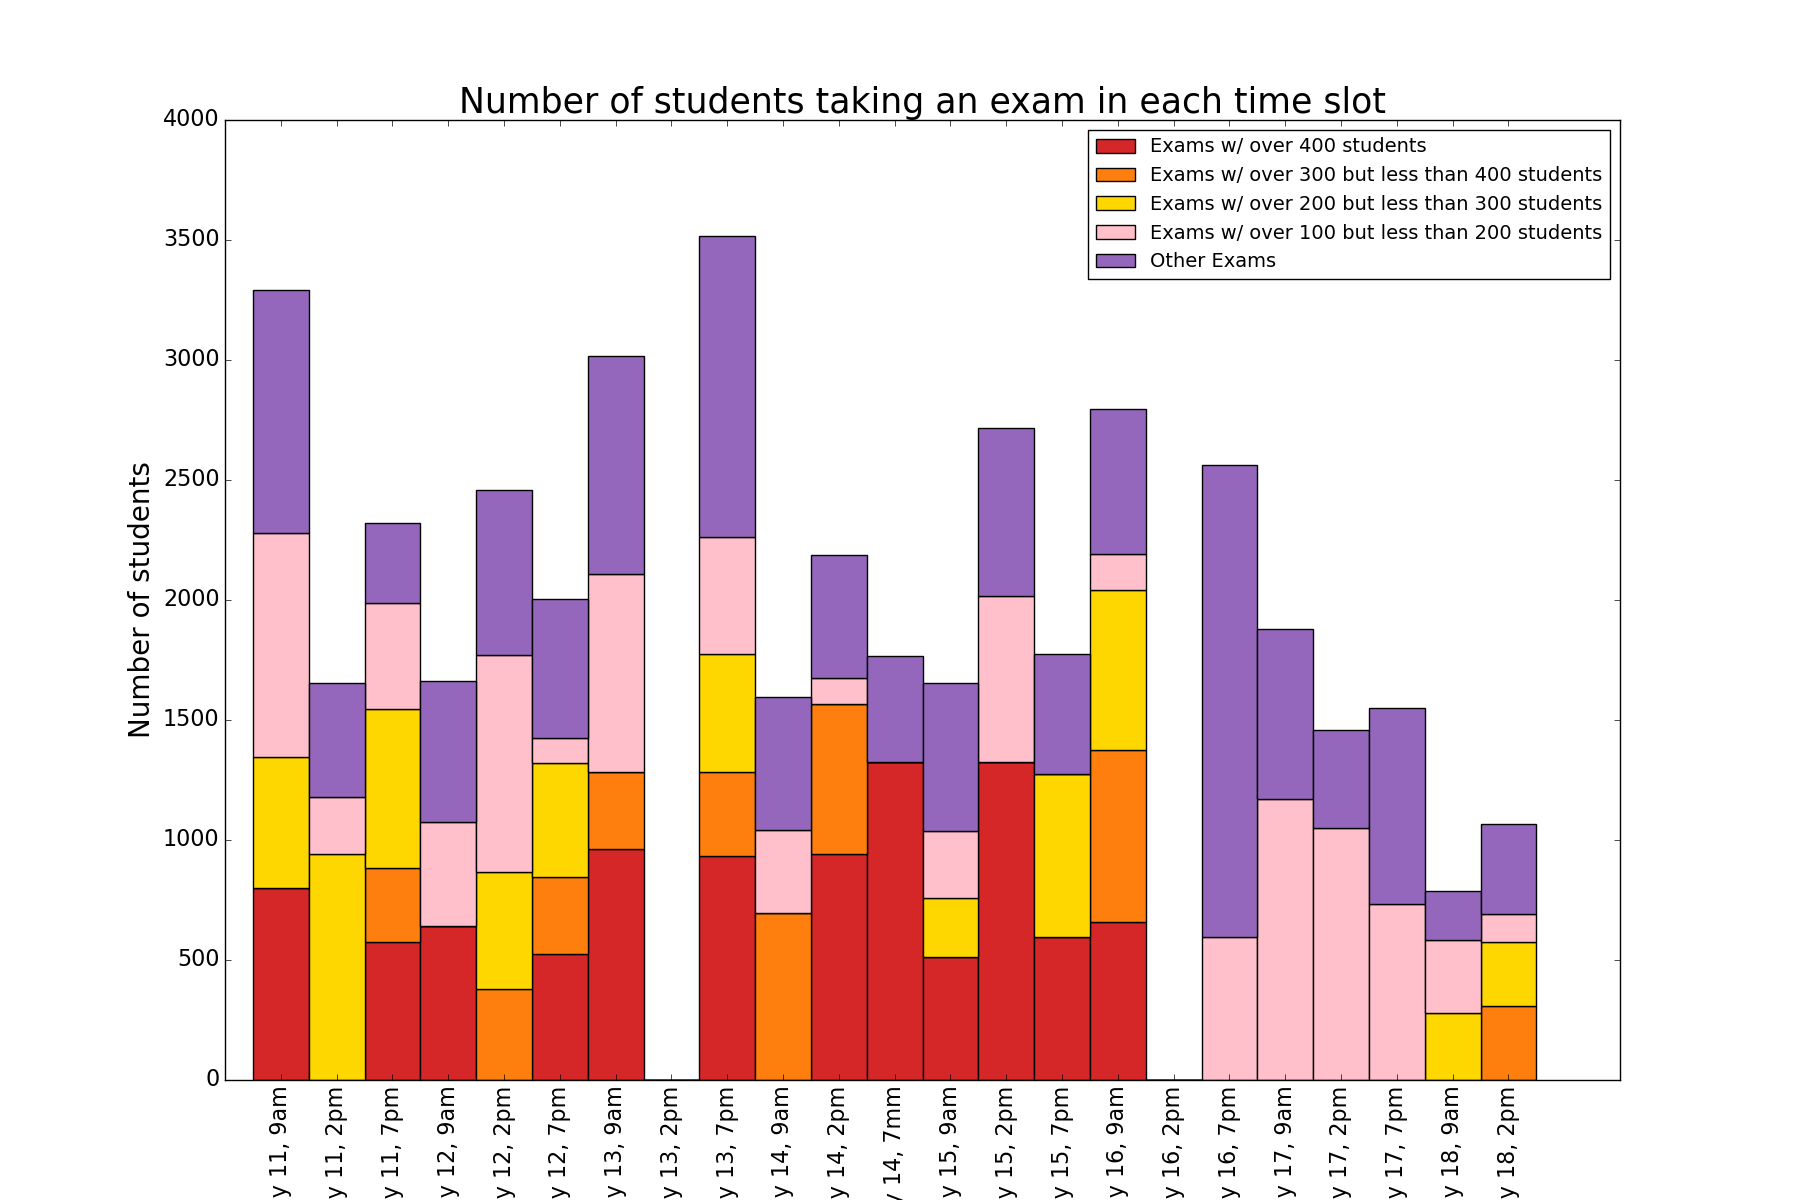 Number of students taking an exam in each time slot
Exams w/ over 400 students
Exams w/ over 300 but less than 400 students
Exams w/ over 200 but less than 300 students
Exams w/ over 100 but less than 200 students
Other Exams
Number of students
4000
3500
3000
2500
2000
1500
1000
500
0
y 11, 9am
y 11, 2pm
y 11, 7pm
y 12, 9am
y 12, 2pm
y 12, 7pm
y 13, 9am
y 13, 2pm
y 13, 7pm
y 14, 9am
y 14, 2pm
y 14, 7mm
y 15, 9am
y 15, 2pm
y 15, 7pm
y 16, 9am
y 16, 2pm
y 16, 7pm
y 17, 9am
y 17, 2pm
y 17, 7pm
y 18, 9am
y 18, 2pm